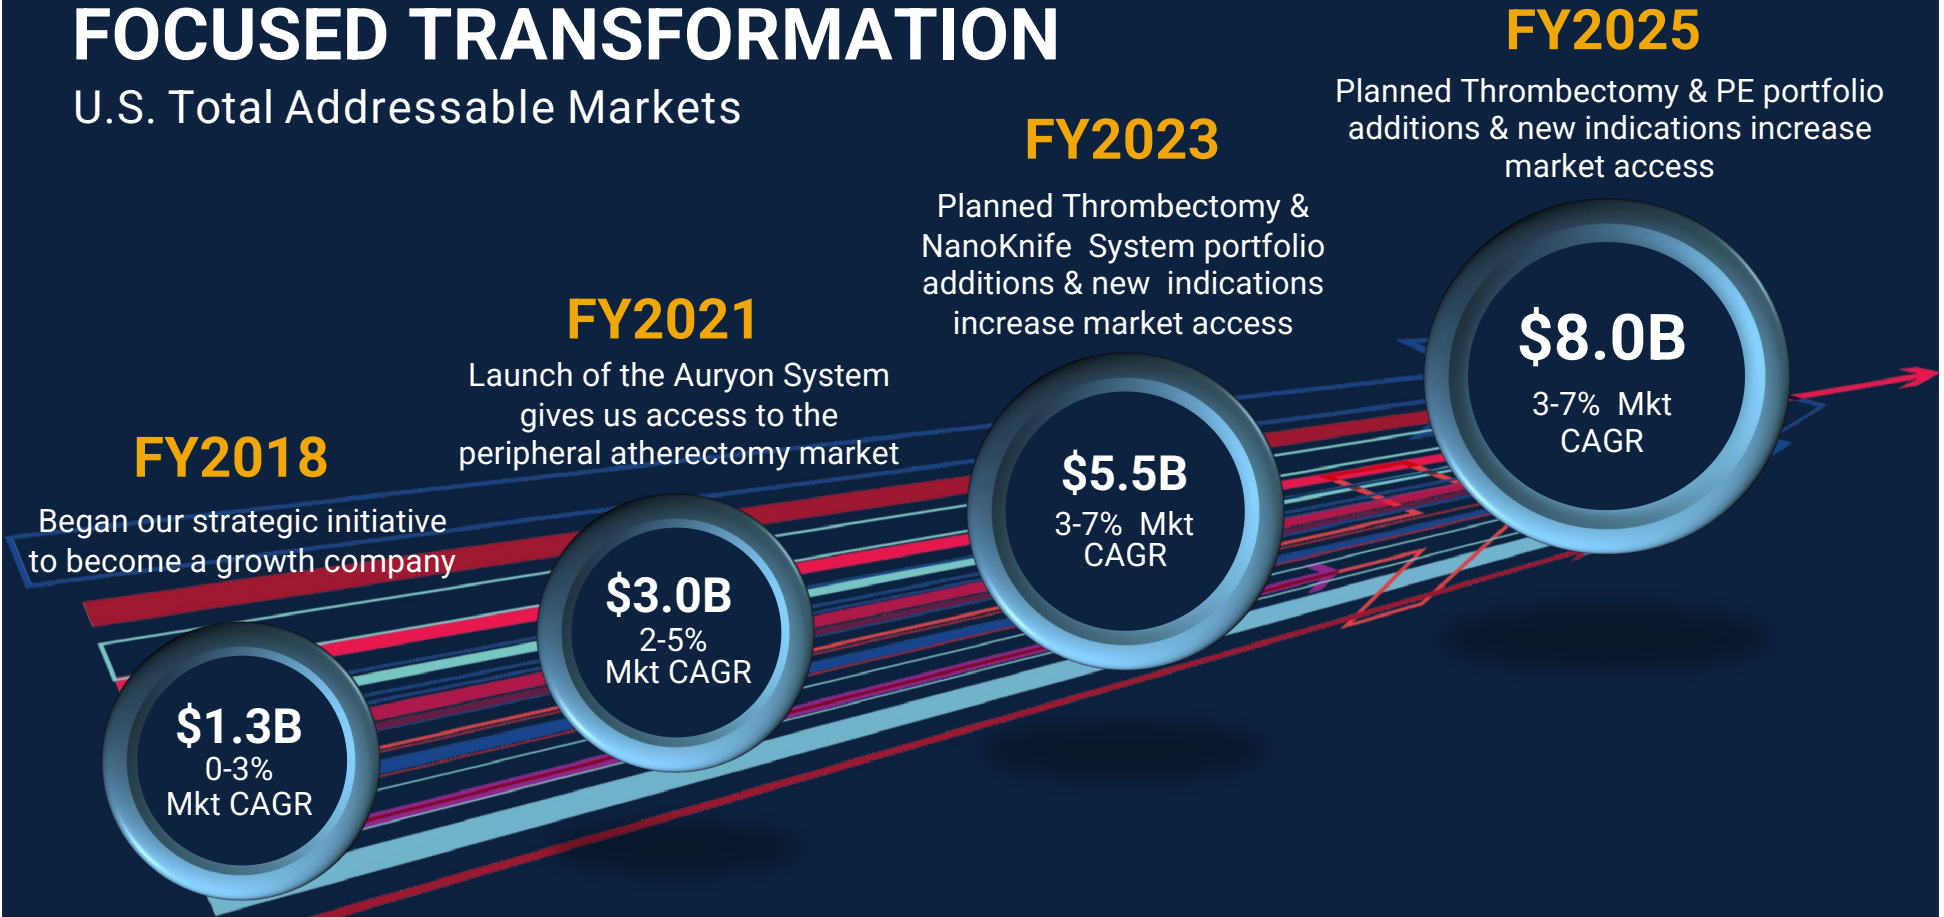 FOCUSED TRANSFORMATION
U.S. Total Addressable Markets
FY2018
Began our strategic initiative
to become a growth company
$1.3B
0-3%
Mkt CAGR
FY2021
Launch of the Auryon System
gives us access to the
peripheral atherectomy market
$3.0B
2-5%
Mkt CAGR
FY2023
Planned Thrombectomy &
NanoKnife System portfolio
additions & new indications
increase market access
$5.5B
3-7% Mkt
CAGR
FY2025
Planned Thrombectomy & PE portfolio
additions & new indications increase
market access
$8.0B
3-7% Mkt
CAGR